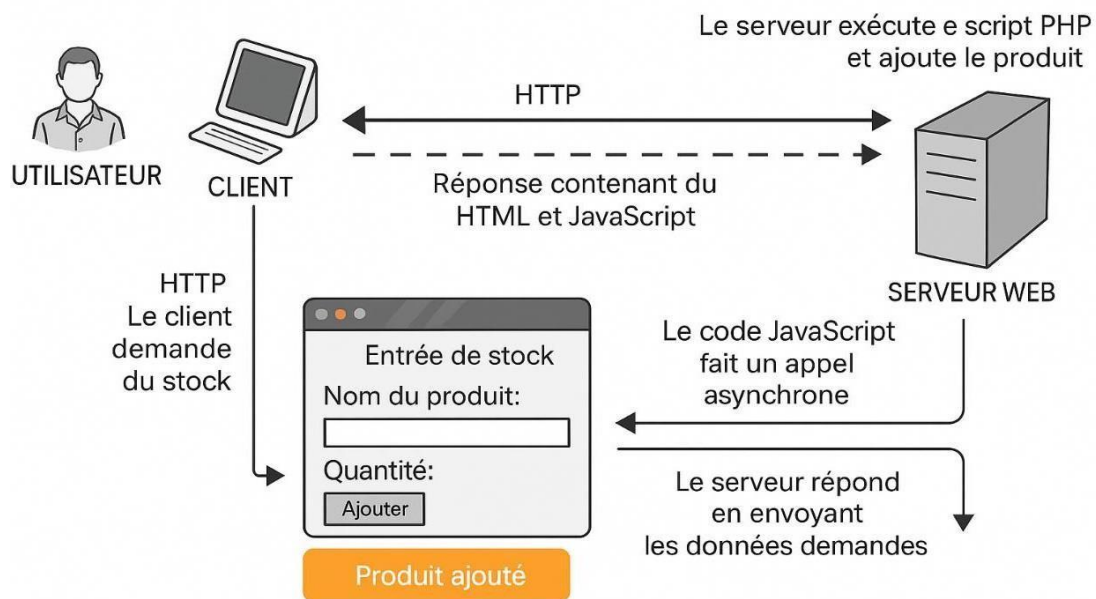 Le serveur exécute e script PHP
et ajoute le produit
HTTP
UTILISATEUR
CLIENT
Réponse contenant du
HTML et JavaScript
SERVEUR WEB
HTTP
Le client
demande
du stock
Entrée de stock
Nom du produit:
Quantité:
Ajouter
Produit ajouté
Le code JavaScript
fait un appel
asynchrone
Le serveur répond
en envoyant
les données demandes